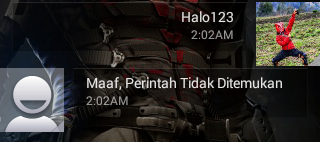 Halo123
2:02AM
Maaf, Perintah Tidak Ditemukan
2:02AM